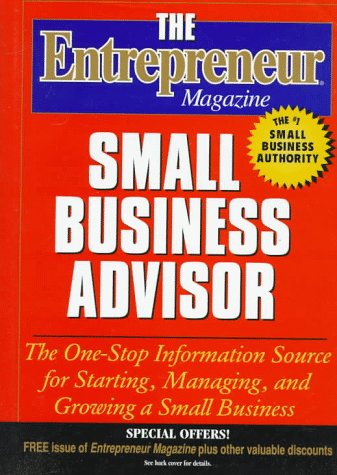 THE
Entrepreneur
Magazine
THE #1
SMALL
BUSINESS
AUTHORITY
SMALL
BUSINESS
ADVISOR
The One-Stop Information Source
for Starting, Managing, and
Growing a Small Business
SPECIAL OFFERS!
FREE issue of Entrepreneur Magazine plus other valuable discounts
See back cover for details.